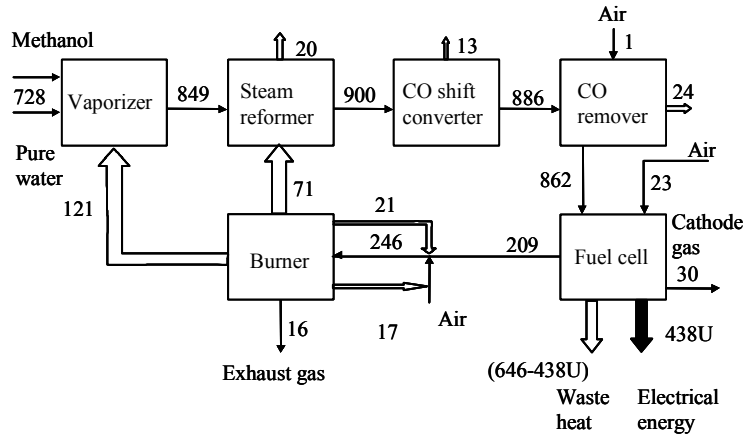 Air
Methanol
20
13
1
728
Vaporizer
849
Steam
reformer
900
CO shift
converter
886
CO
remover
24
Pure
water
Air
121
71
862
23
21
Burner
246
209
Fuel cell
Cathode
gas
30
16
17
Air
438U
Exhaust gas
(646-438U)
Waste
heat
Electrical
energy